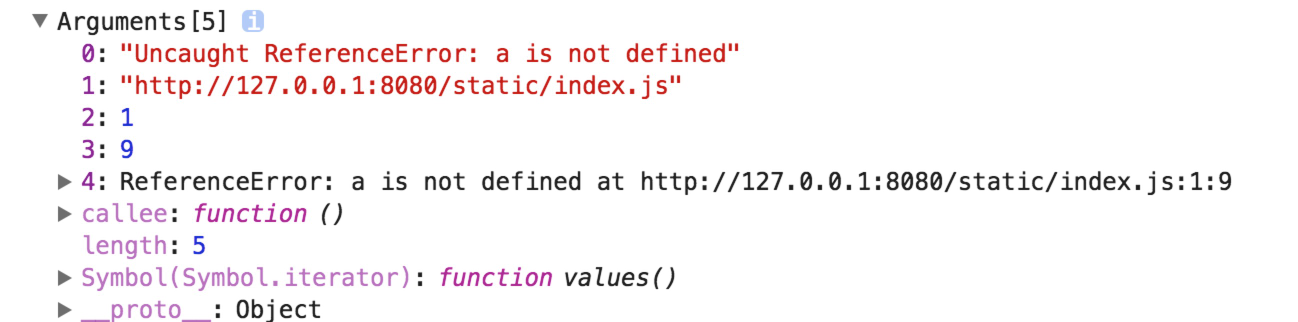 ▼ Arguments[5] i
0: "Uncaught ReferenceError: a is not defined"
1: "http://127.0.0.1:8080/static/index.js"
2: 1
3: 9
▶ 4: ReferenceError: a is not defined at http://127.0.0.1:8080/static/index.js:1:9
▶ callee: function ()
length: 5
▶ Symbol(Symbol.iterator): function values()
▶ __proto__: Object